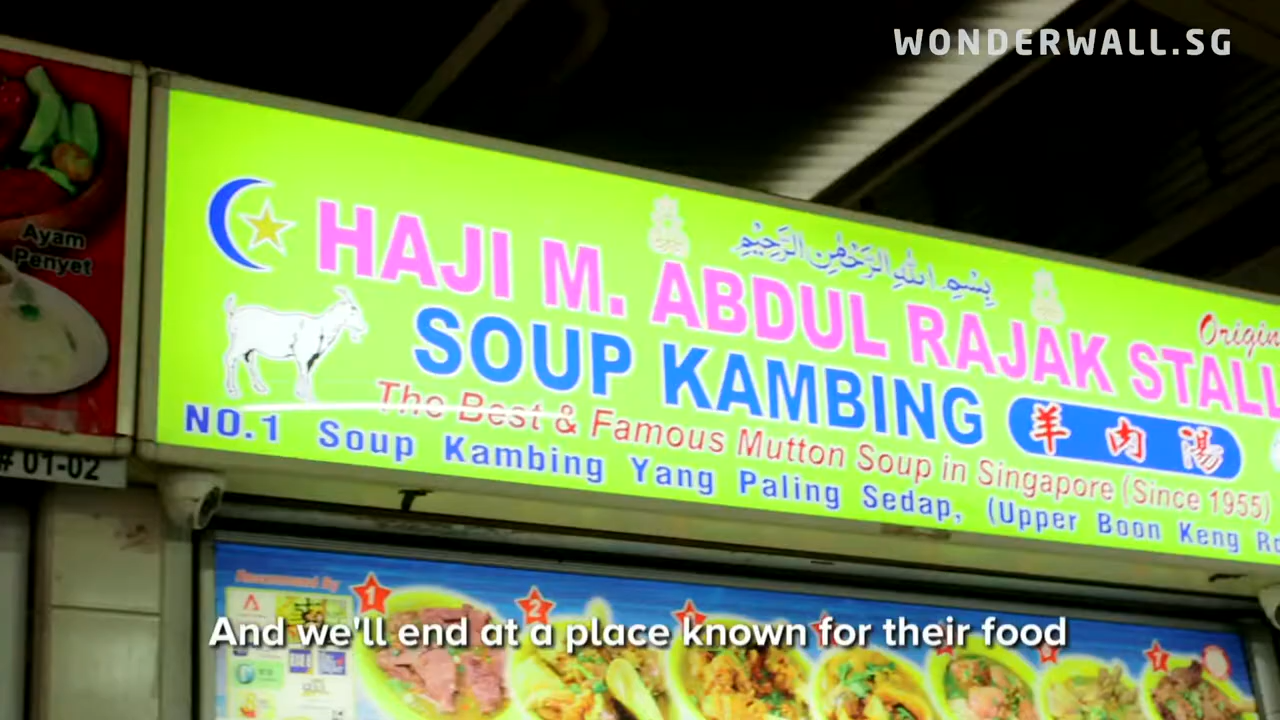 WONDERWALL.SG
Ayam
Penyet
# 01-02
بِسْمِ اللهِ الرَّحْمٰنِ الرَّحِيْمِ
HAJI M. ABDUL RAJAK STALL
SOUP KAMBING
羊肉湯
The Best & Famous Mutton Soup in Singapore (Since 1955)
NO.1 Soup Kambing Yang Paling Sedap, (Upper Boon Keng
Recommended By
1
2
7
And we'll end at a place known for their food